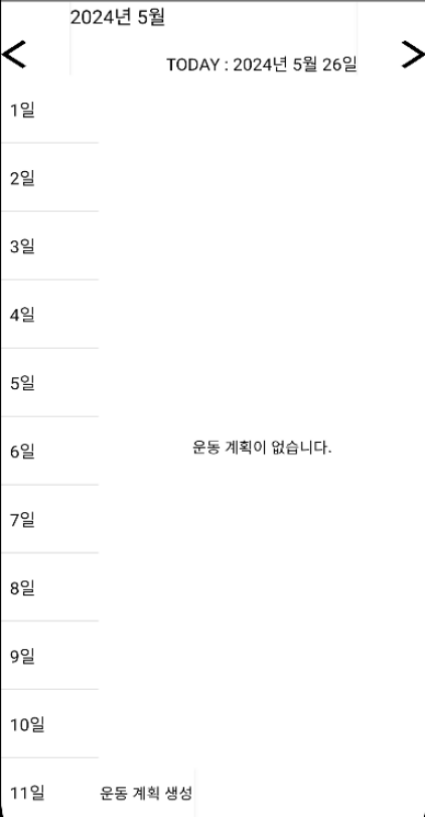 2024년 5월
TODAY : 2024년 5월 26일
1일
2일
3일
4일
5일
6일
운동 계획이 없습니다.
7일
8일
9일
10일
11일
운동 계획 생성